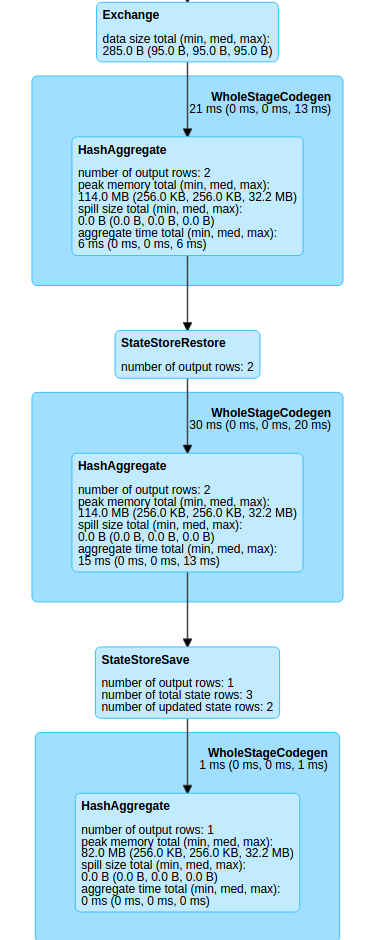 Exchange
data size total (min, med, max):
285.0 B (95.0 B, 95.0 B, 95.0 B)
WholeStageCodegen
21 ms (0 ms, 0 ms, 13 ms)
HashAggregate
number of output rows: 2
peak memory total (min, med, max):
114.0 MB (256.0 KB, 256.0 KB, 32.2 MB)
spill size total (min, med, max):
0.0 B (0.0 B, 0.0 B, 0.0 B)
aggregate time total (min, med, max):
6 ms (0 ms, 0 ms, 6 ms)
StateStoreRestore
number of output rows: 2
WholeStageCodegen
30 ms (0 ms, 0 ms, 20 ms)
HashAggregate
number of output rows: 2
peak memory total (min, med, max):
114.0 MB (256.0 KB, 256.0 KB, 32.2 MB)
spill size total (min, med, max):
0.0 B (0.0 B, 0.0 B, 0.0 B)
aggregate time total (min, med, max):
15 ms (0 ms, 0 ms, 13 ms)
StateStoreSave
number of output rows: 1
number of total state rows: 3
number of updated state rows: 2
WholeStageCodegen
1 ms (0 ms, 0 ms, 1 ms)
HashAggregate
number of output rows: 1
peak memory total (min, med, max):
82.0 MB (256.0 KB, 256.0 KB, 32.2 MB)
spill size total (min, med, max):
0.0 B (0.0 B, 0.0 B, 0.0 B)
aggregate time total (min, med, max):
0 ms (0 ms, 0 ms, 0 ms)